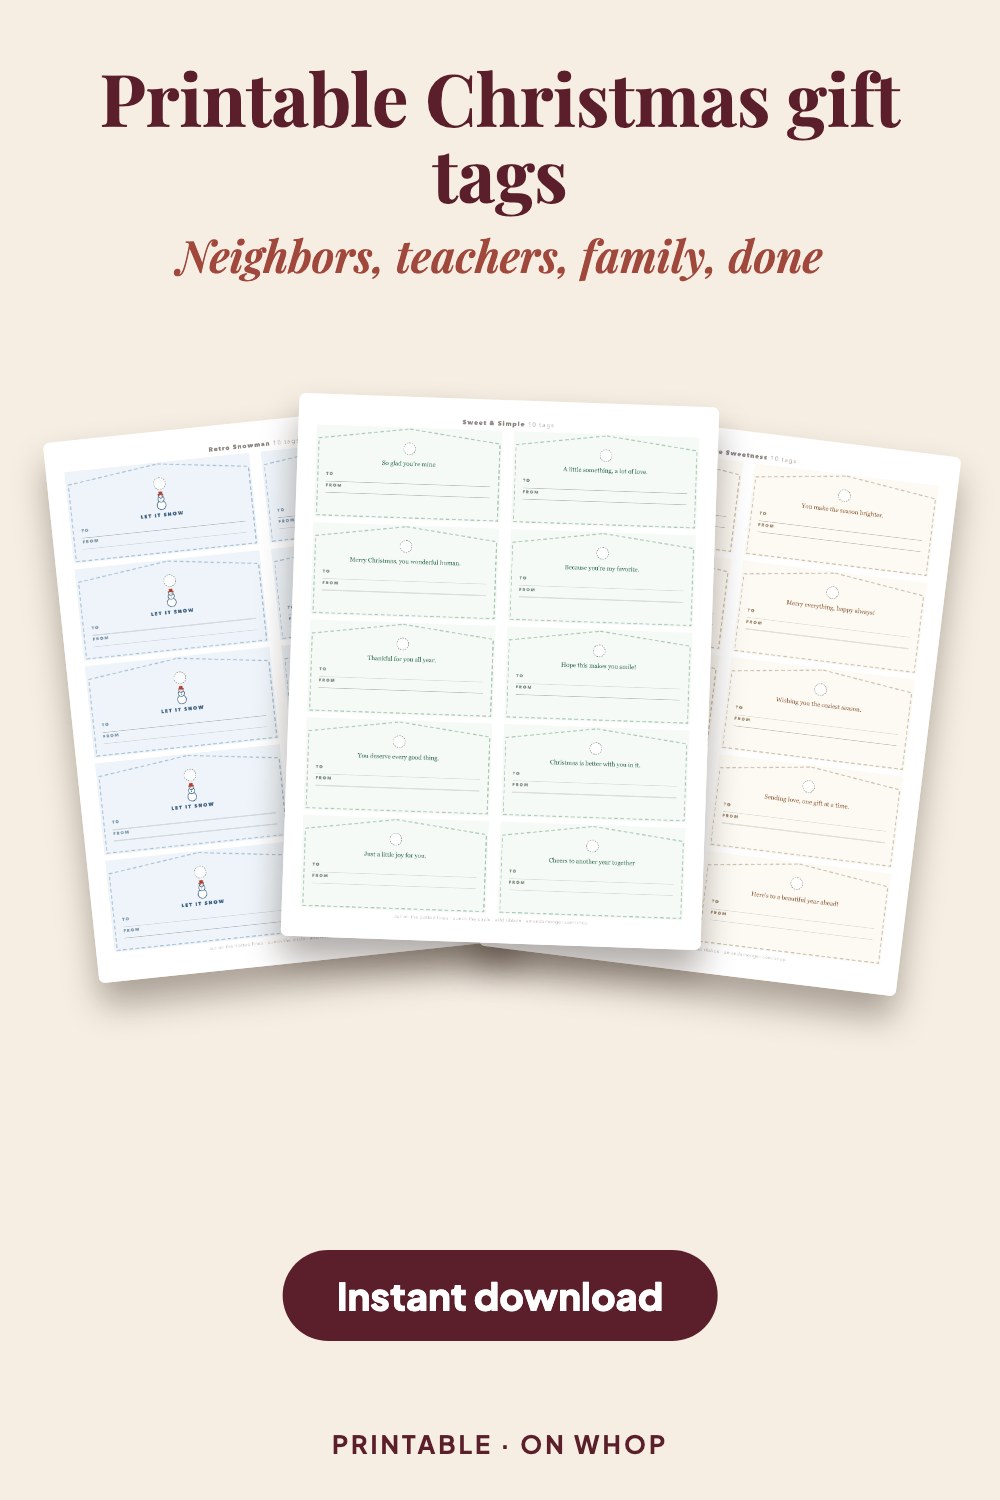 Printable Christmas gift
tags
Neighbors, teachers, family, done
Retro Snowman 10 tags
LET IT SNOW
TO
FROM
LET IT SNOW
TO
FROM
LET IT SNOW
TO
FROM
LET IT SNOW
TO
FROM
LET IT SNOW
TO
FROM
Sweet & Simple 10 tags
So glad you're mine.
TO
FROM
A little something, a lot of love.
TO
FROM
Merry Christmas, you wonderful human.
TO
FROM
Because you're my favorite.
TO
FROM
Thankful for you all year.
TO
FROM
Hope this makes you smile!
TO
FROM
You deserve every good thing.
TO
FROM
Christmas is better with you in it.
TO
FROM
Just a little joy for you.
TO
FROM
Cheers to another year together
TO
FROM
Sweetness 10 tags
You make the season brighter.
TO
FROM
Merry everything, happy always!
TO
FROM
Wishing you the coziest season.
TO
FROM
Sending love, one gift at a time.
TO
FROM
Here's to a beautiful year ahead!
TO
FROM
Instant download
PRINTABLE · ON WHOP